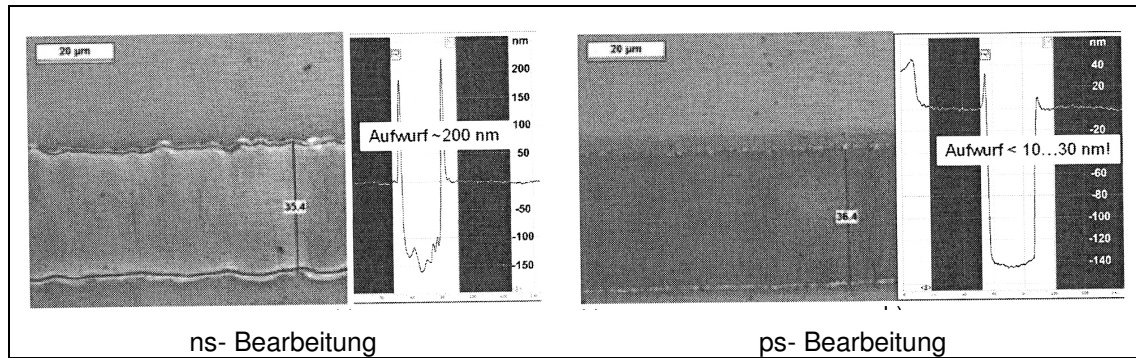 20 µm
35.4
nm
200
150
100
50
-50
-100
-150
Aufwurf ~200 nm
20 µm
36.4
nm
40
20
-20
-40
-60
-80
-100
-120
-140
Aufwurf < 10…30 nm!
ns- Bearbeitung
ps- Bearbeitung